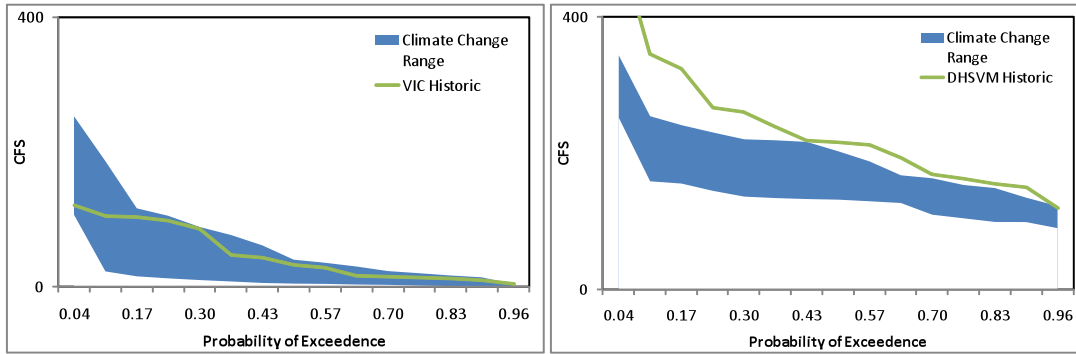 400
Climate Change
Range
VIC Historic
CFS
0
0.04 0.17 0.30 0.43 0.57 0.70 0.83 0.96
Probability of Exceedence
400
Climate Change
Range
DHSVM Historic
CFS
0
0.04 0.17 0.30 0.43 0.57 0.70 0.83 0.96
Probability of Exceedence